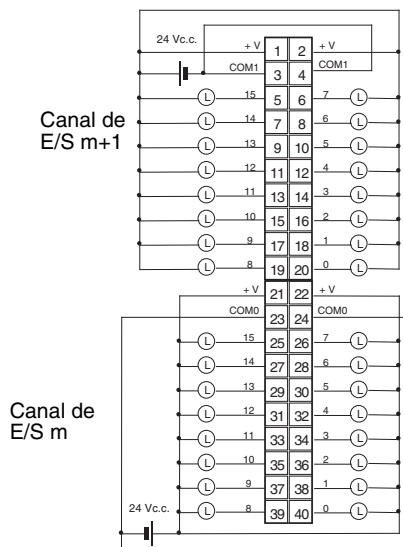 24 Vc.c.
+ V 1 2 + V
COM1 3 4 COM1
15 5 6 7
L L
14 7 8 6
L L
Canal de
E/S m+1
13 9 10 5
L L
12 11 12 4
L L
11 13 14 3
L L
10 15 16 2
L L
9 17 18 1
L L
8 19 20 0
L L
+ V 21 22 + V
COM0 23 24 COM0
15 25 26 7
L L
14 27 28 6
L L
13 29 30 5
L L
Canal de
E/S m
12 31 32 4
L L
11 33 34 3
L L
10 35 36 2
L L
9 37 38 1
L L
24 Vc.c.
8 39 40 0
L L